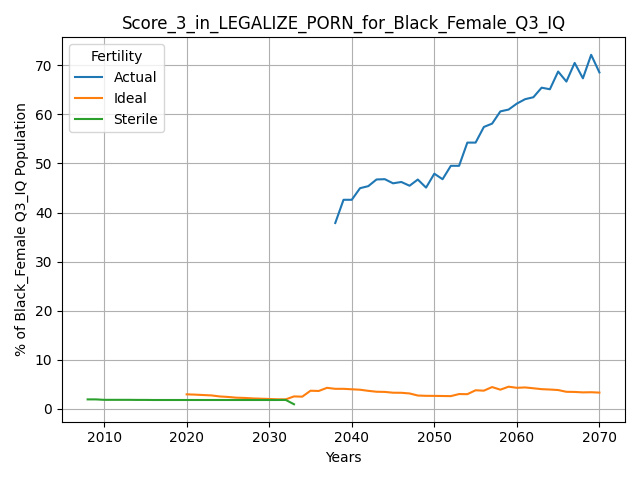 Score_3_in_LEGALIZE_PORN_for_Black_Female_Q3_IQ
Fertility
Actual
Ideal
Sterile
% of Black_Female Q3_IQ Population
70
60
50
40
30
20
10
0
2010 2020 2030 2040 2050 2060 2070
Years